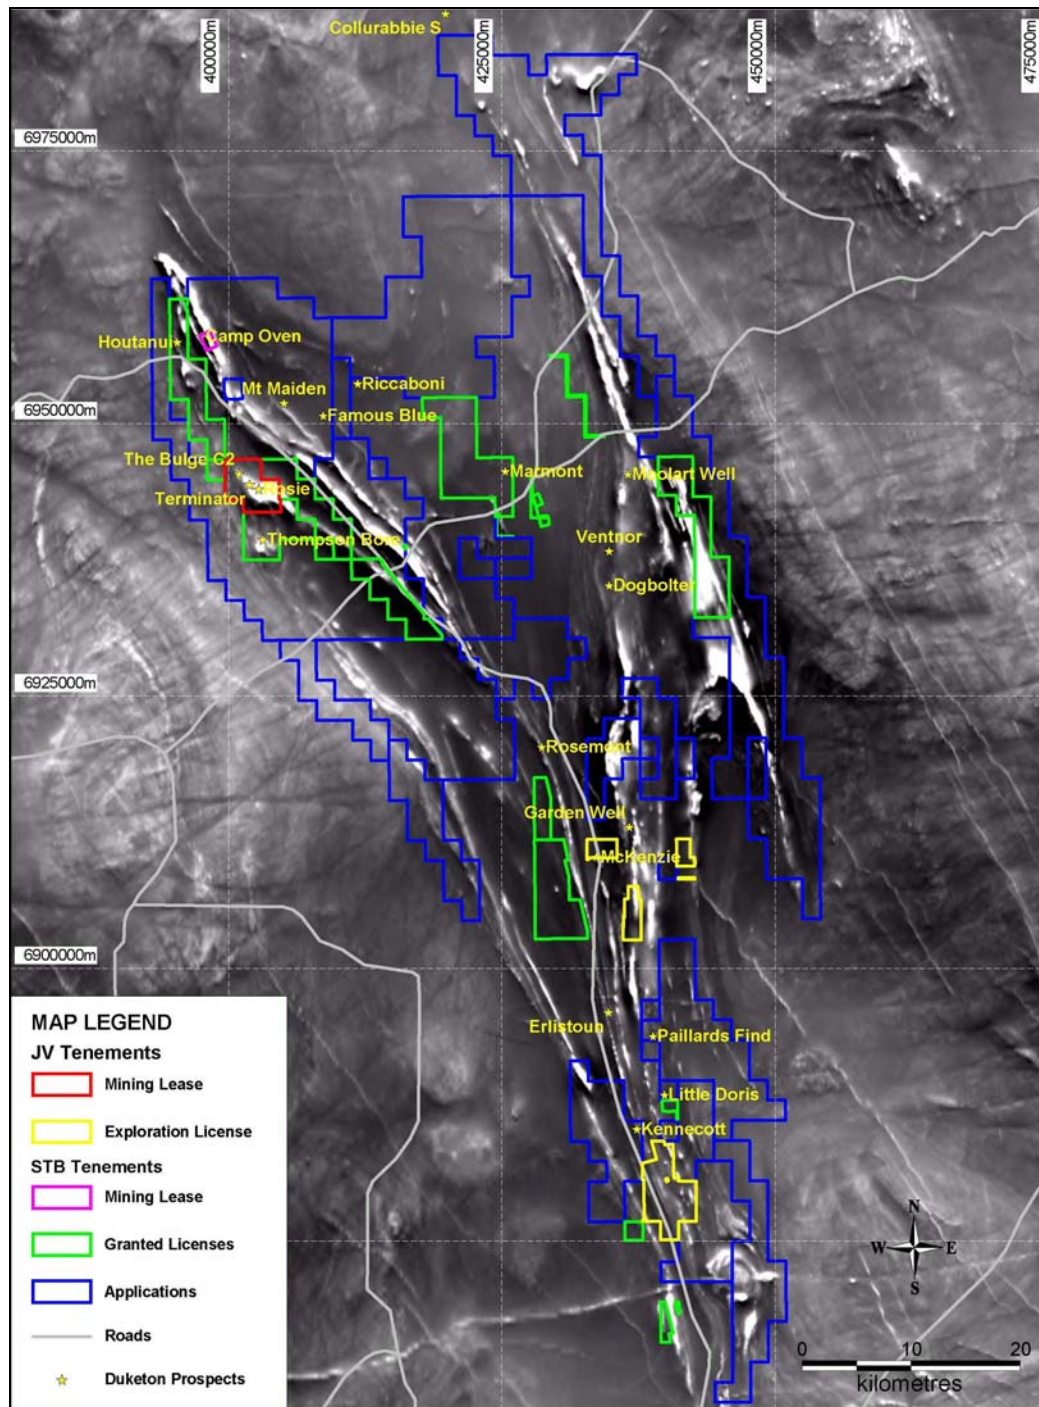 Collurabbie S
400000m
425000m
450000m
475000m
6975000m
Camp Oven
Houtanui
Mt Maiden
Riccaboni
6950000m
Famous Blue
The Bulge C2
Marmont
Moolart Well
Rosie
Terminator
Thompson Bore
Ventnor
Dogbolter
6925000m
Rosemont
Garden Well
McKenzie
6900000m
Erlistoun
Paillards Find
Little Doris
Kennecott
MAP LEGEND
JV Tenements
Mining Lease
Exploration License
STB Tenements
Mining Lease
Granted Licenses
Applications
Roads
Duketon Prospects
N
W E
S
0 10 20
kilometres